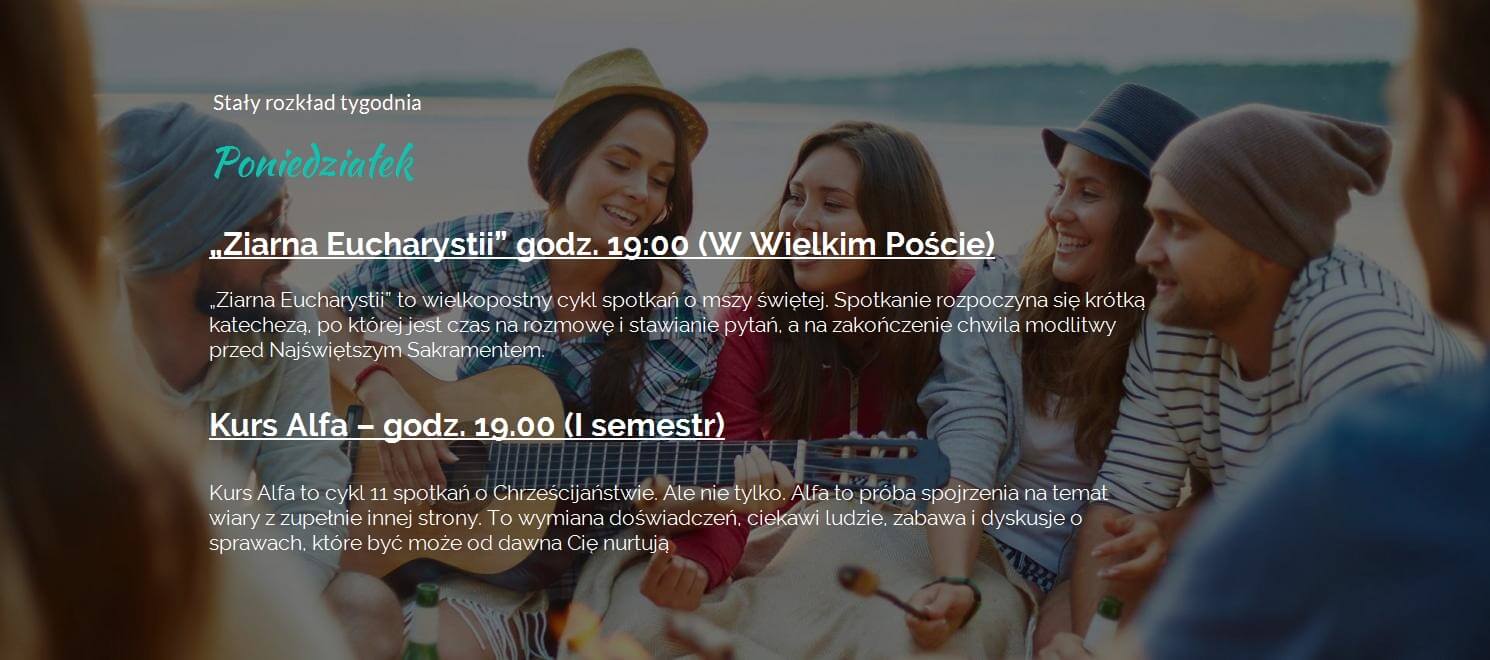 Stały rozkład tygodnia
Poniedziałek
„Ziarna Eucharystii” godz. 19:00 (W Wielkim Poście)
„Ziarna Eucharystii” to wielkopostny cykl spotkań o mszy świętej. Spotkanie rozpoczyna się krótką
katechezą, po której jest czas na rozmowę i stawianie pytań, a na zakończenie chwila modlitwy
przed Najświętszym Sakramentem.
Kurs Alfa – godz. 19.00 (I semestr)
Kurs Alfa to cykl 11 spotkań o Chrześcijaństwie. Ale nie tylko. Alfa to próba spojrzenia na temat
wiary z zupełnie innej strony. To wymiana doświadczeń, ciekawi ludzie, zabawa i dyskusje o
sprawach, które być może od dawna Cię nurtują